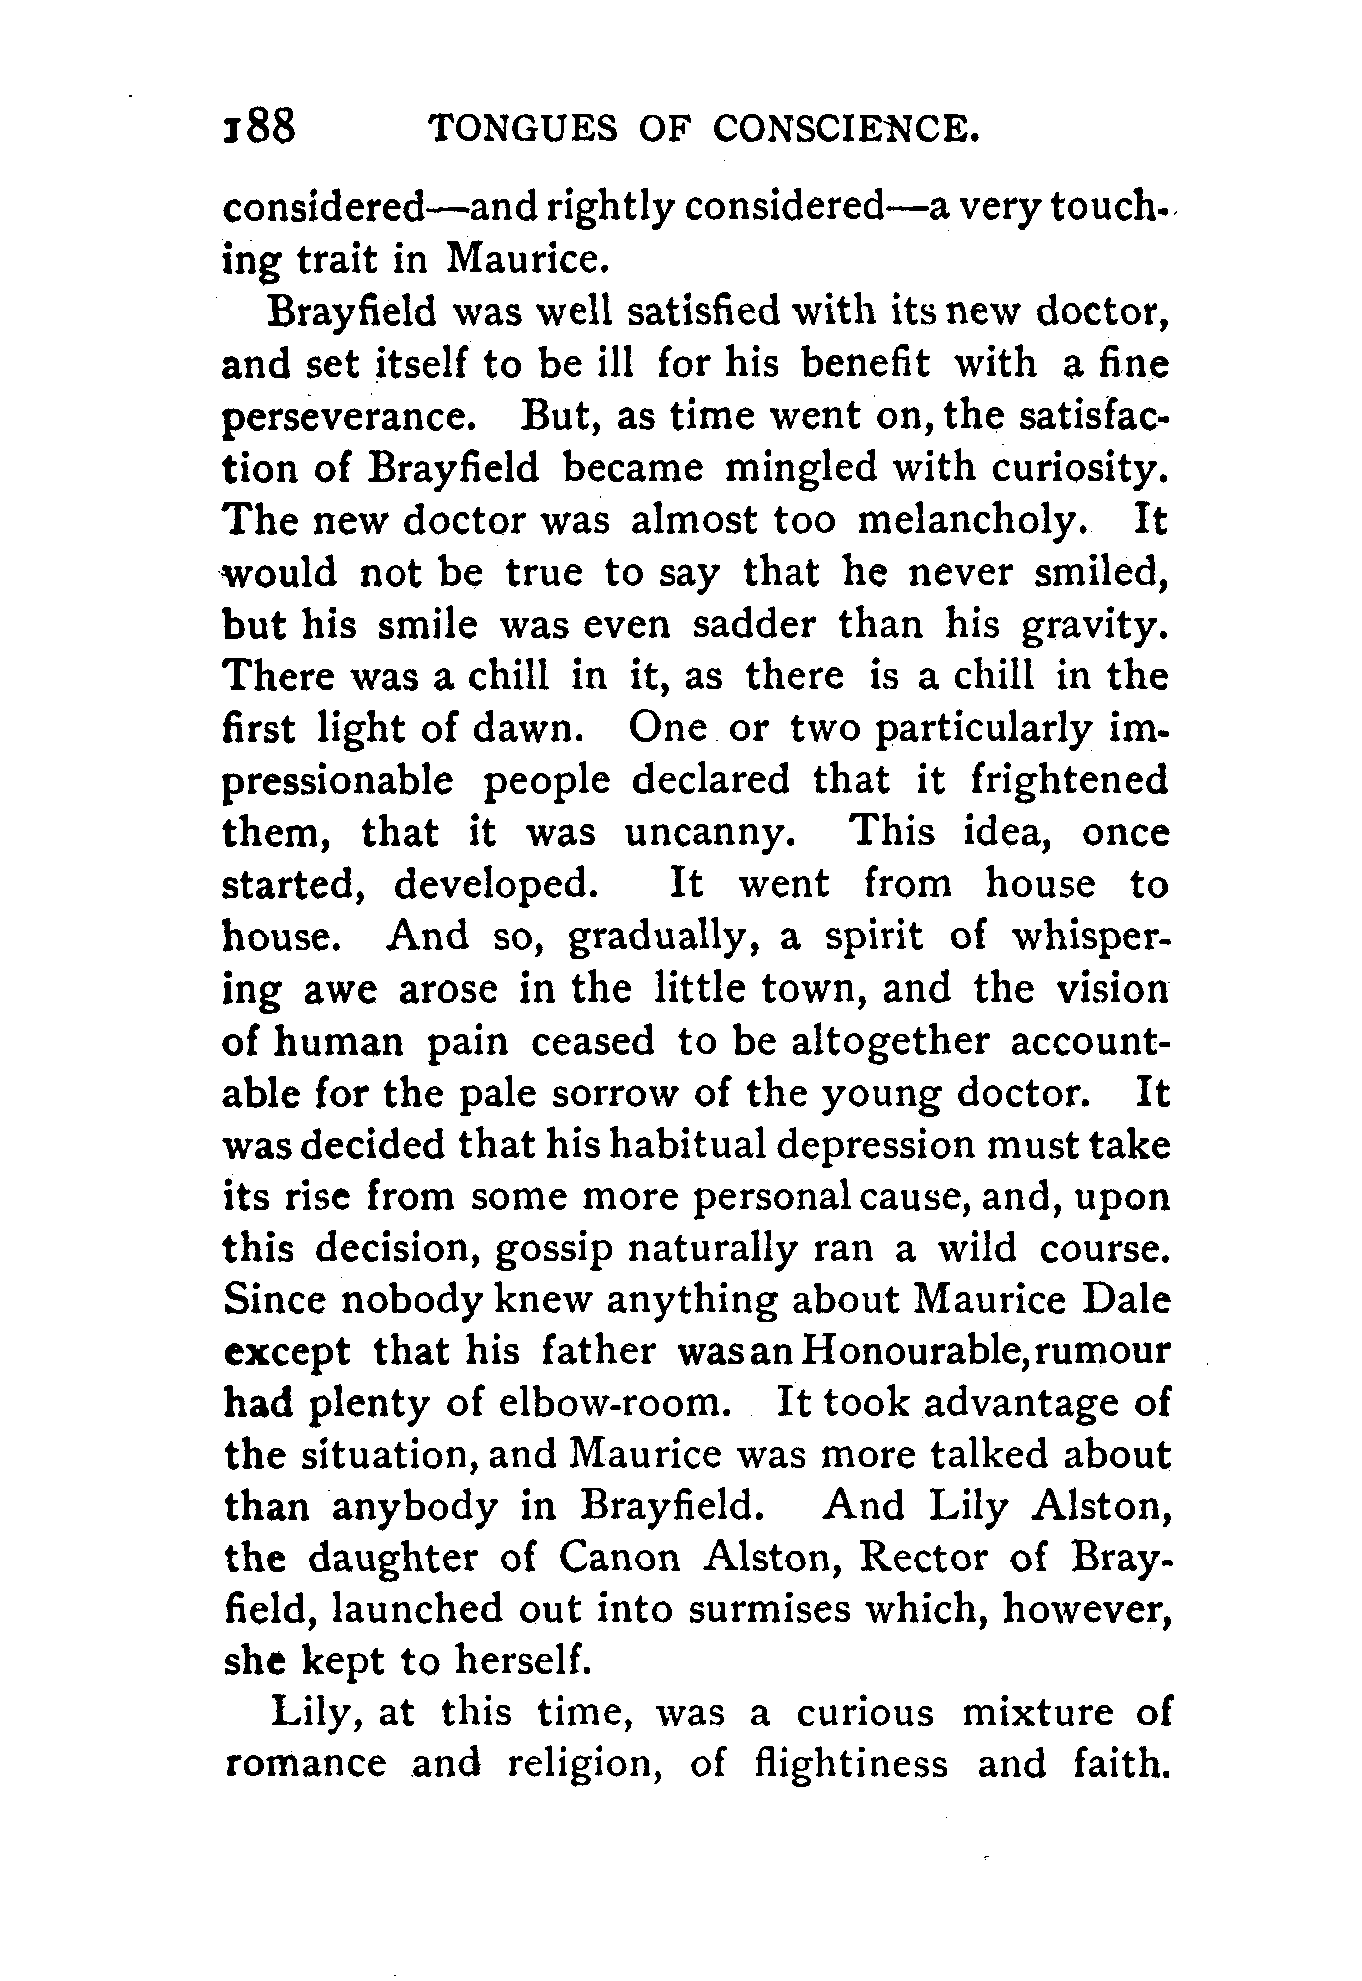 188 TONGUES OF CONSCIENCE.
considered—and rightly considered—a very touch-
ing trait in Maurice.
Brayfield was well satisfied with its new doctor,
and set itself to be ill for his benefit with a fine
perseverance. But, as time went on, the satisfac-
tion of Brayfield became mingled with curiosity.
The new doctor was almost too melancholy. It
would not be true to say that he never smiled,
but his smile was even sadder than his gravity.
There was a chill in it, as there is a chill in the
first light of dawn. One or two particularly im-
pressionable people declared that it frightened
them, that it was uncanny. This idea, once
started, developed. It went from house to
house. And so, gradually, a spirit of whisper-
ing awe arose in the little town, and the vision
of human pain ceased to be altogether account-
able for the pale sorrow of the young doctor. It
was decided that his habitual depression must take
its rise from some more personal cause, and, upon
this decision, gossip naturally ran a wild course.
Since nobody knew anything about Maurice Dale
except that his father was an Honourable, rumour
had plenty of elbow-room. It took advantage of
the situation, and Maurice was more talked about
than anybody in Brayfield. And Lily Alston,
the daughter of Canon Alston, Rector of Bray-
field, launched out into surmises which, however,
she kept to herself.
Lily, at this time, was a curious mixture of
romance and religion, of flightiness and faith.